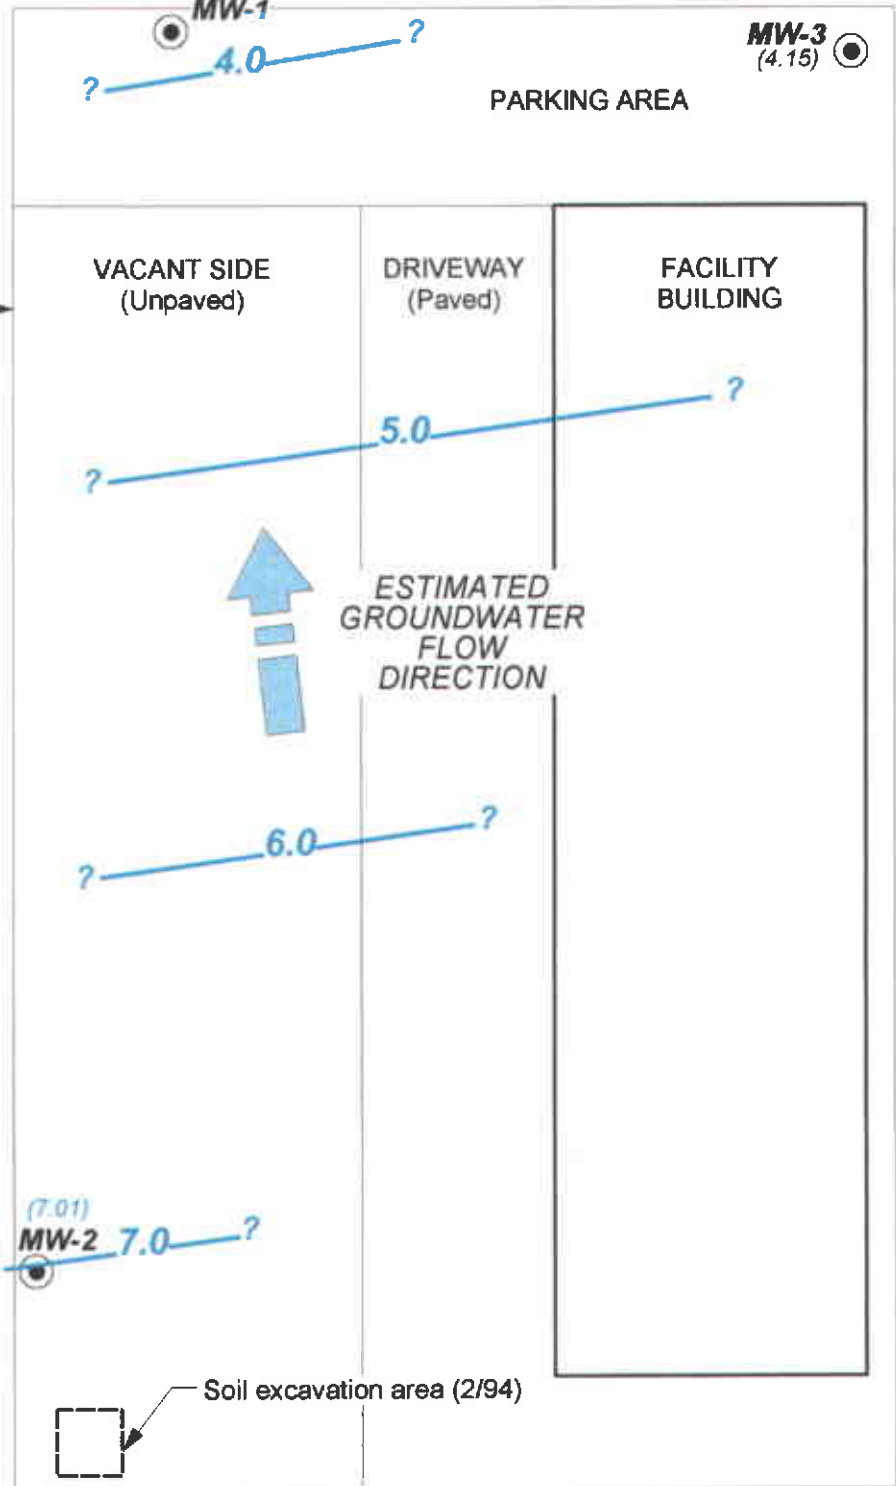 MW-1
? 4.0 ?
MW-3
(4.15)
PARKING AREA
VACANT SIDE
(Unpaved)
DRIVEWAY
(Paved)
FACILITY
BUILDING
? 5.0 ?
ESTIMATED
GROUNDWATER
FLOW
DIRECTION
? 6.0 ?
(7.01)
MW-2 7.0 ?
Soil excavation area (2/94)